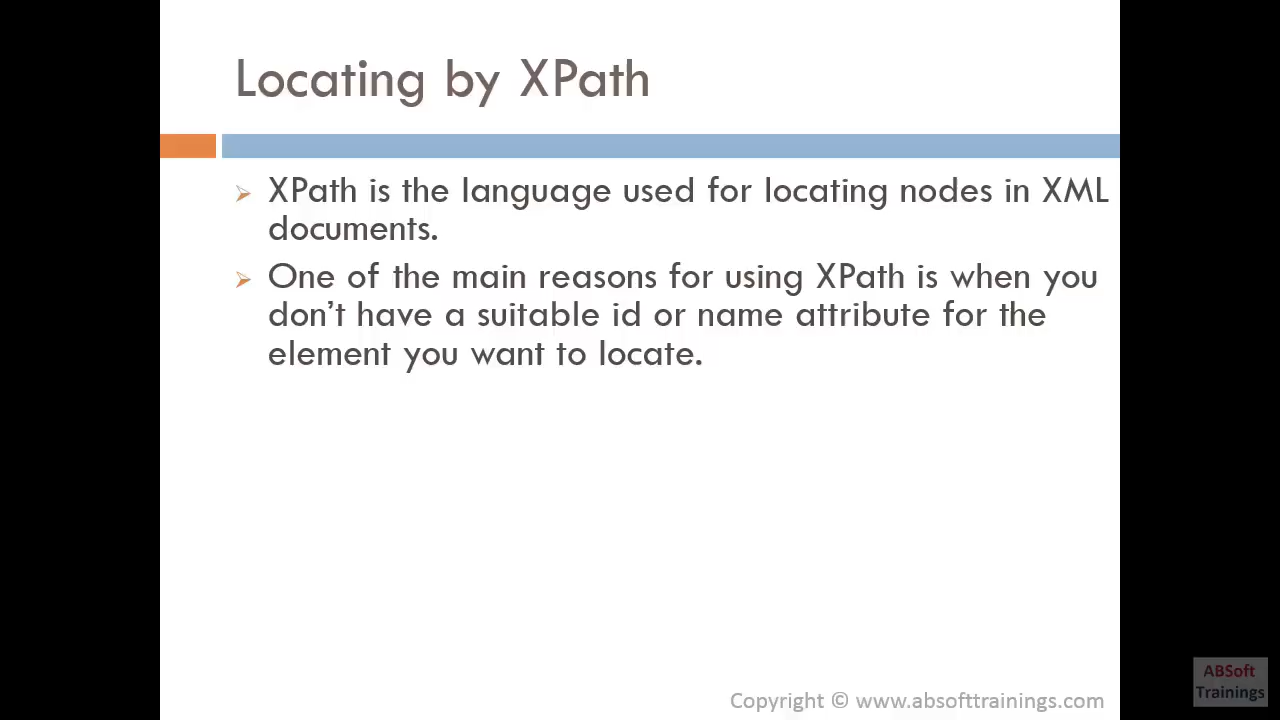 Locating by XPath
XPath is the language used for locating nodes in XML
documents.
One of the main reasons for using XPath is when you
don’t have a suitable id or name attribute for the
element you want to locate.
Copyright © www.absofttrainings.com
ABSoft
Trainings